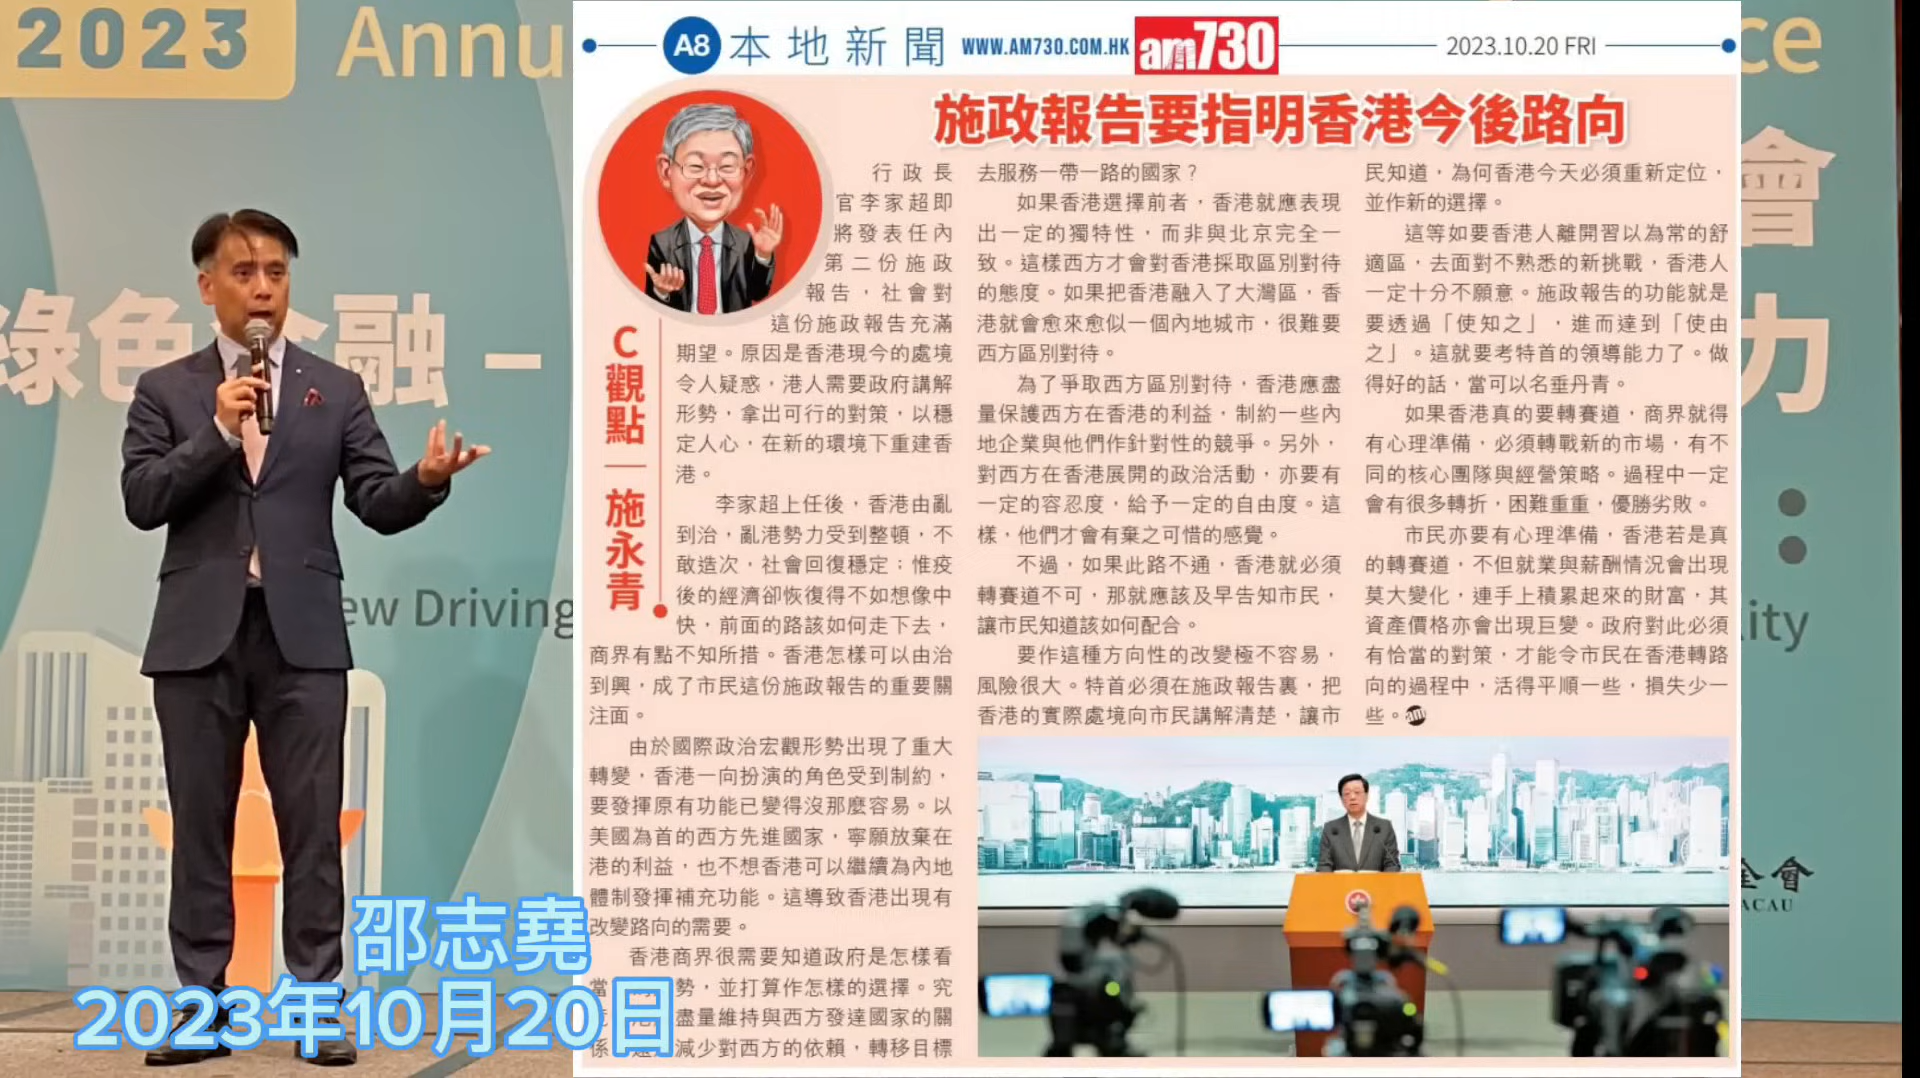 2023
Annu
綠色金融 –
ew Driving
A8 本地新聞 WWW.AM730.COM.HK am730 2023.10.20 FRI
施政報告要指明香港今後路向
C觀點
施永青
行政長
官李家超即
將發表任內
第二份施政
報告，社會對
這份施政報告充滿
期望。原因是香港現今的處境
令人疑惑，港人需要政府講解
形勢，拿出可行的對策，以穩
定人心，在新的環境下重建香
港。
李家超上任後，香港由亂
到治，亂港勢力受到整頓，不
敢造次，社會回復穩定；惟疫
後的經濟卻恢復得不如想像中
快，前面的路該如何走下去，
商界有點不知所措。香港怎樣可以由治
到興，成了市民這份施政報告的重要關
注面。
由於國際政治宏觀形勢出現了重大
轉變，香港一向扮演的角色受到制約，
要發揮原有功能已變得沒那麼容易。以
美國為首的西方先進國家，寧願放棄在
港的利益，也不想香港可以繼續為內地
體制發揮補充功能。這導致香港出現有
改變路向的需要。
香港商界很需要知道政府是怎樣看
當 勢，並打算作怎樣的選擇。究
盡量維持與西方發達國家的關
係 減少對西方的依賴，轉移目標
去服務一帶一路的國家？
如果香港選擇前者，香港就應表現
出一定的獨特性，而非與北京完全一
致。這樣西方才會對香港採取區別對待
的態度。如果把香港融入了大灣區，香
港就會愈來愈似一個內地城市，很難要
西方區別對待。
為了爭取西方區別對待，香港應盡
量保護西方在香港的利益，制約一些內
地企業與他們作針對性的競爭。另外，
對西方在香港展開的政治活動，亦要有
一定的容忍度，給予一定的自由度。這
樣，他們才會有棄之可惜的感覺。
不過，如果此路不通，香港就必須
轉賽道不可，那就應該及早告知市民，
讓市民知道該如何配合。
要作這種方向性的改變極不容易，
風險很大。特首必須在施政報告裏，把
香港的實際處境向市民講解清楚，讓市
民知道，為何香港今天必須重新定位，
並作新的選擇。
這等如要香港人離開習以為常的舒
適區，去面對不熟悉的新挑戰，香港人
一定十分不願意。施政報告的功能就是
要透過「使知之」，進而達到「使由
之」。這就要考特首的領導能力了。做
得好的話，當可以名垂丹青。
如果香港真的要轉賽道，商界就得
有心理準備，必須轉戰新的市場，有不
同的核心團隊與經營策略。過程中一定
會有很多轉折，困難重重，優勝劣敗。
市民亦要有心理準備，香港若是真
的轉賽道，不但就業與薪酬情況會出現
莫大變化，連手上積累起來的財富，其
資產價格亦會出現巨變。政府對此必須
有恰當的對策，才能令市民在香港轉路
向的過程中，活得平順一些，損失少一
些。am
ce
會
力：
ity
金會
ACAU
邵志堯
2023年10月20日